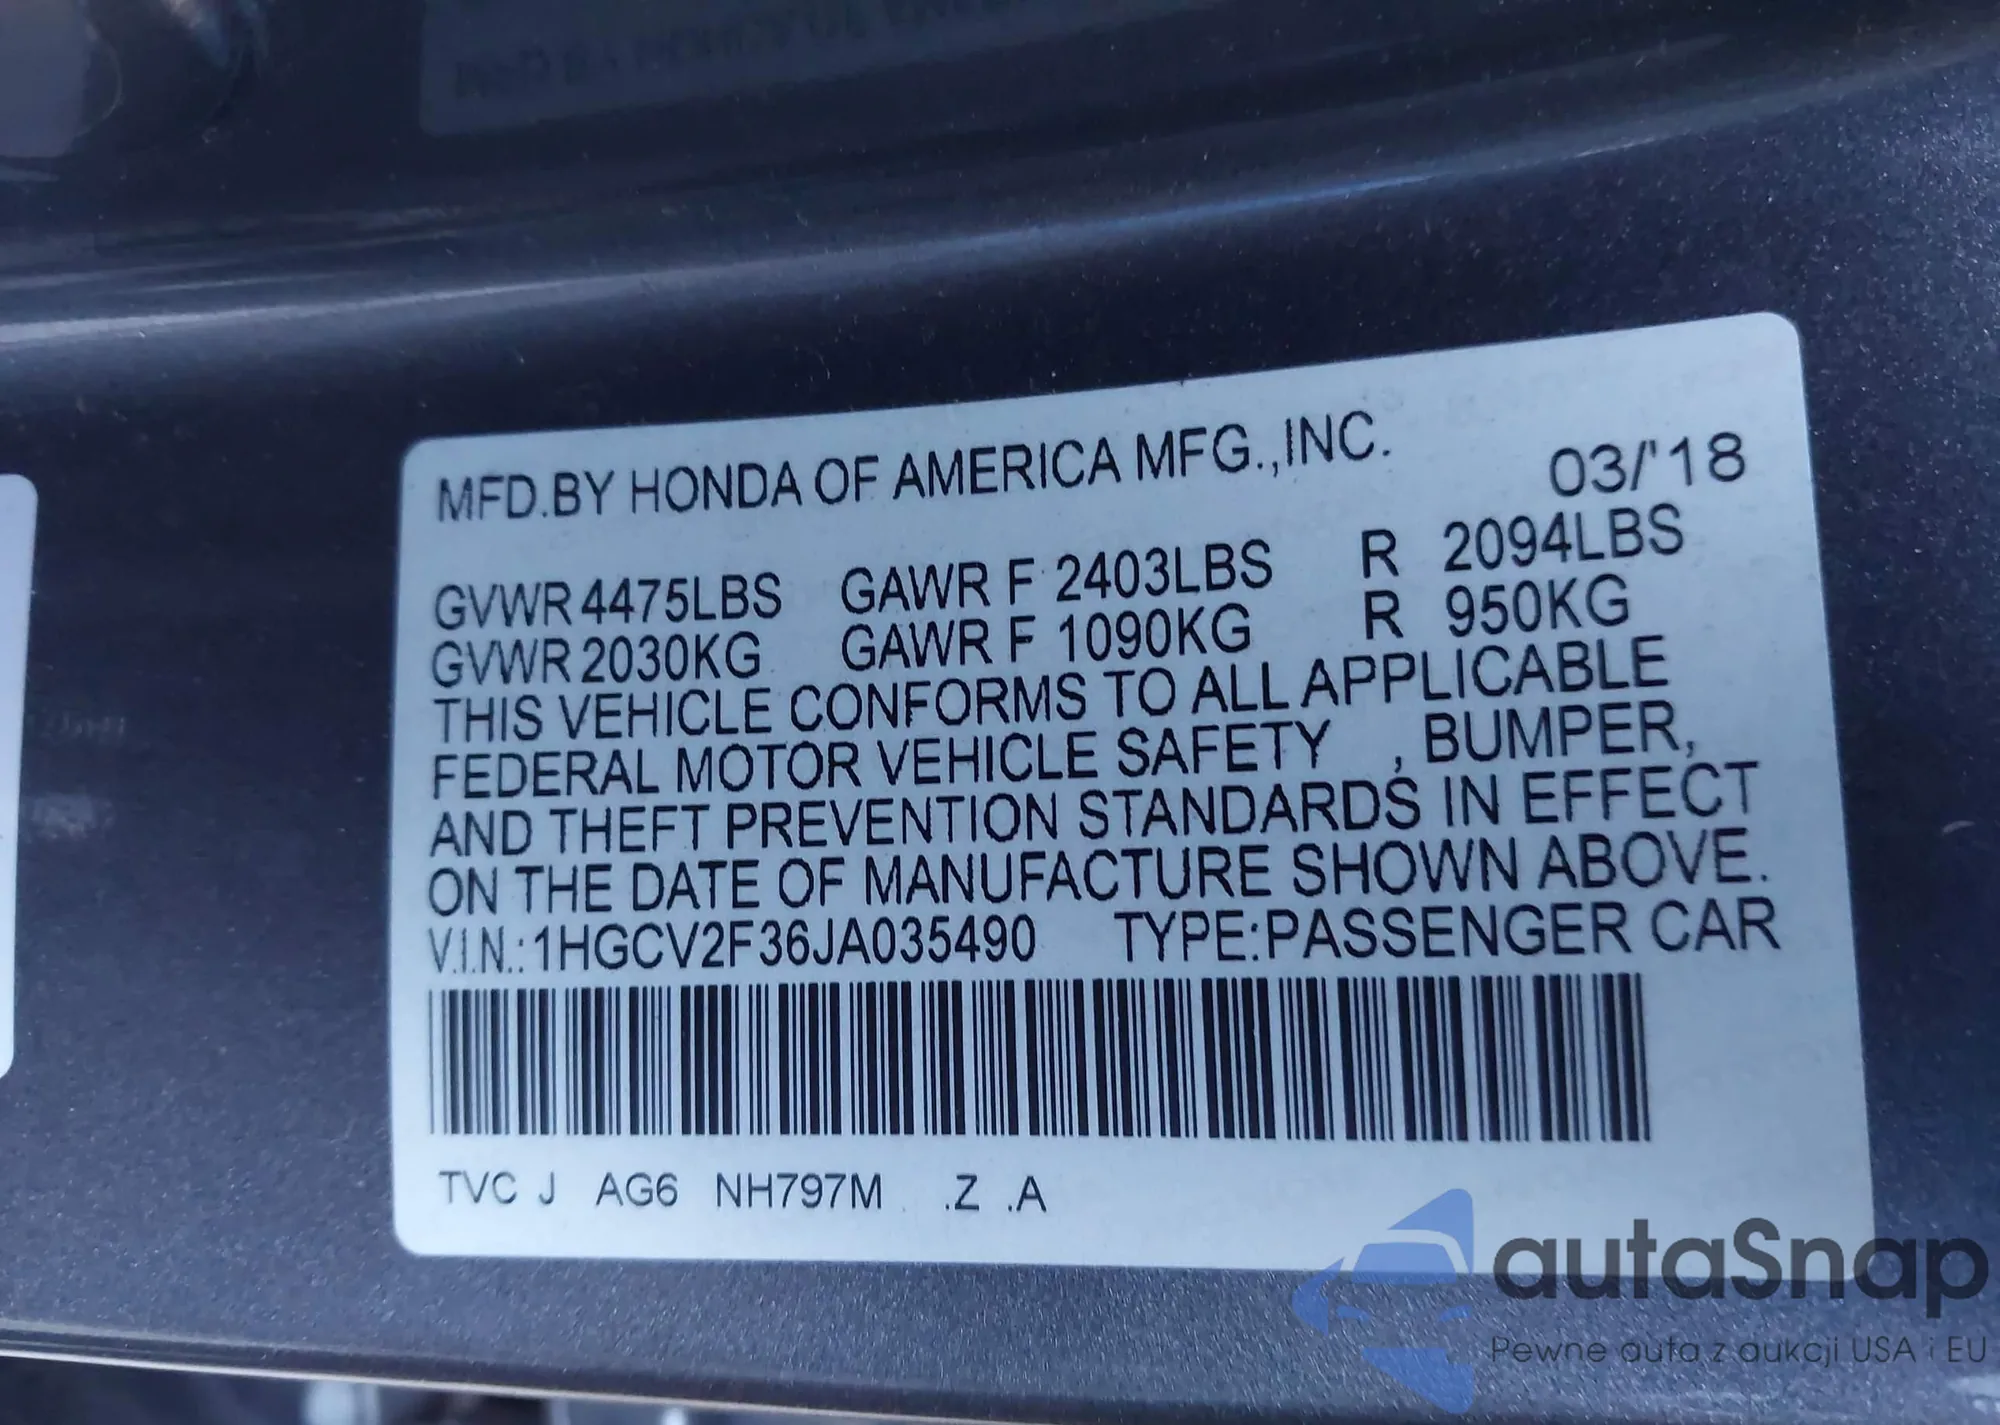 MFD.BY HONDA OF AMERICA MFG.,INC. 03/'18
GVWR 4475LBS GAWR F 2403LBS R 2094LBS
GVWR 2030KG GAWR F 1090KG R 950KG
THIS VEHICLE CONFORMS TO ALL APPLICABLE
FEDERAL MOTOR VEHICLE SAFETY , BUMPER,
AND THEFT PREVENTION STANDARDS IN EFFECT
ON THE DATE OF MANUFACTURE SHOWN ABOVE.
V.I.N.:1HGCV2F36JA035490 TYPE:PASSENGER CAR
TVC J AG6 NH797M .Z .A
autaSnap
Pewne auta z aukcji USA i EU